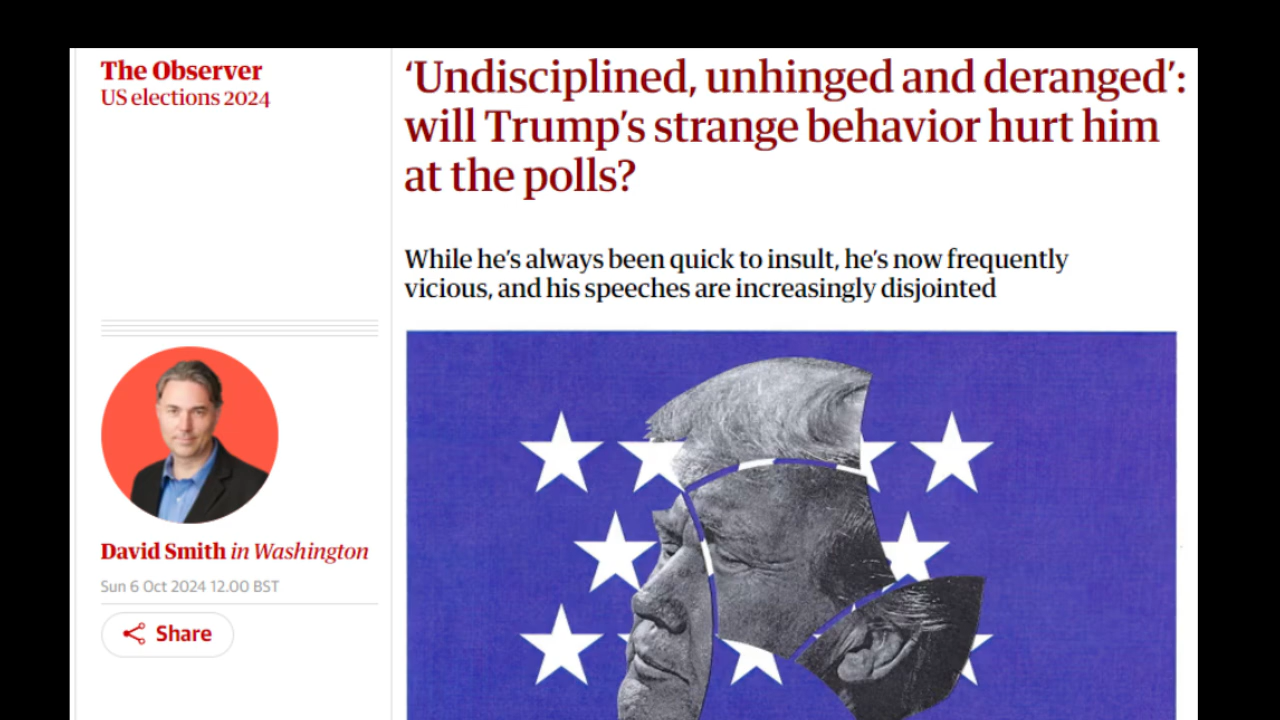 The Observer
US elections 2024
‘Undisciplined, unhinged and deranged’:
will Trump’s strange behavior hurt him
at the polls?
While he’s always been quick to insult, he’s now frequently
vicious, and his speeches are increasingly disjointed
David Smith in Washington
Sun 6 Oct 2024 12.00 BST
Share